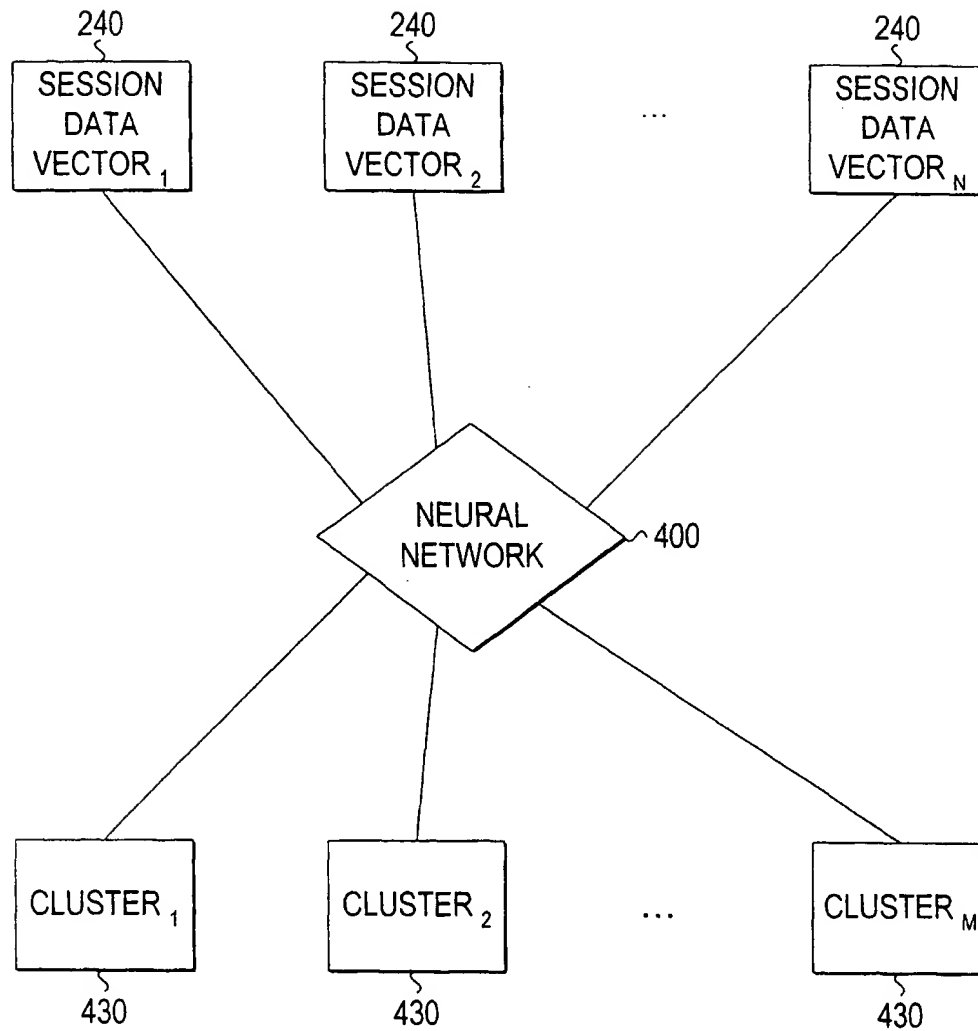 240 240 240
SESSION DATA VECTOR 1
SESSION DATA VECTOR 2
...
SESSION DATA VECTOR N
NEURAL NETWORK
400
CLUSTER 1
CLUSTER 2
...
CLUSTER M
430 430 430